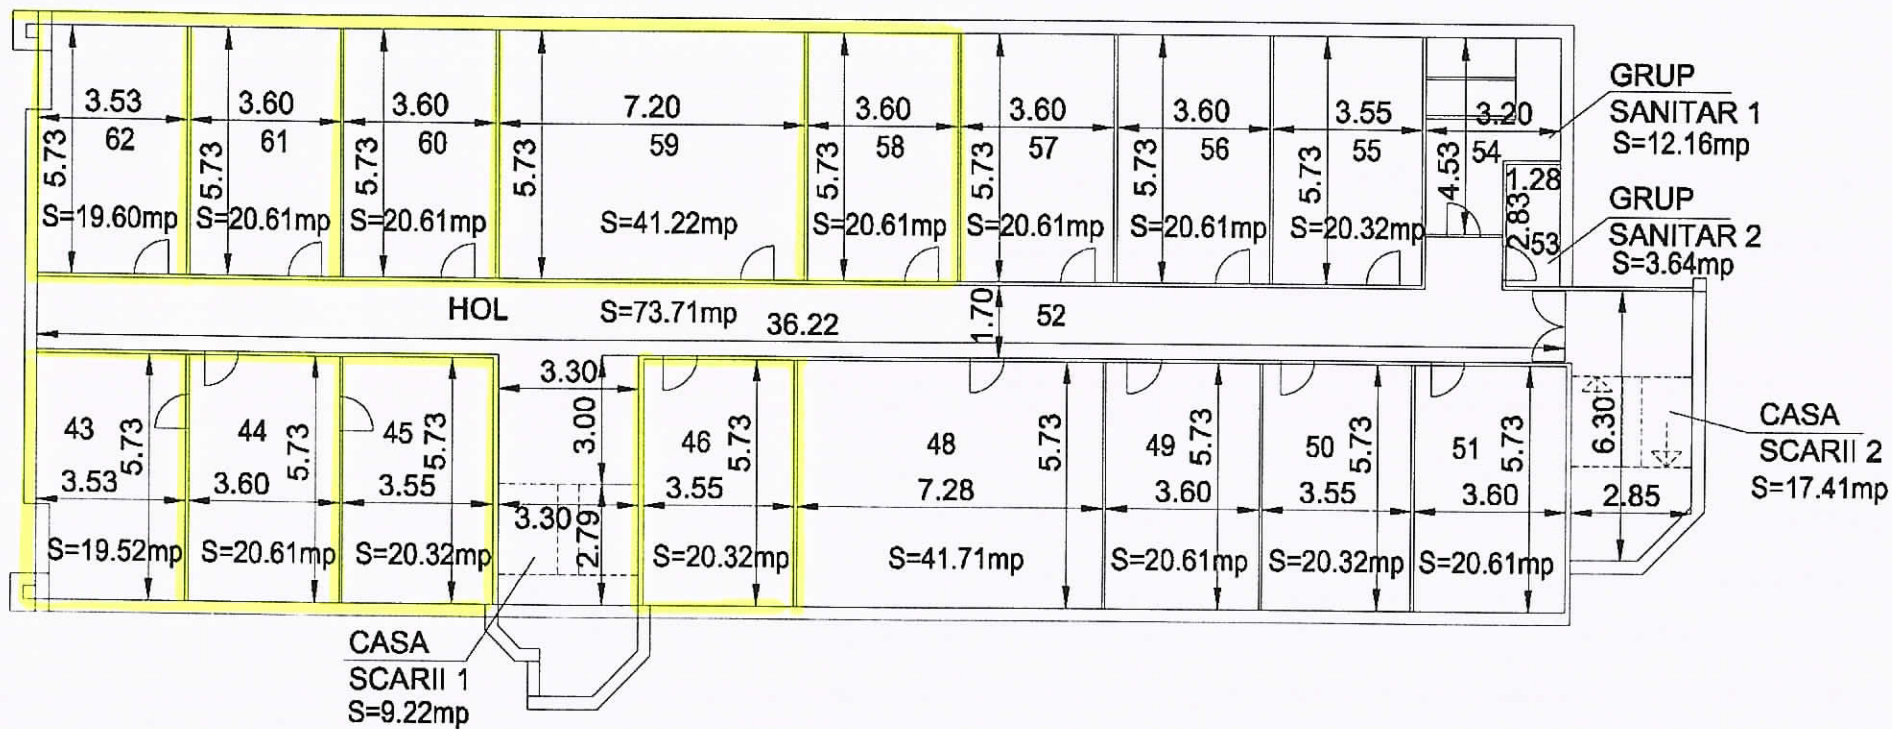 3.53
62
5.73
S=19.60mp
3.60
61
5.73
S=20.61mp
3.60
60
5.73
S=20.61mp
7.20
59
5.73
S=41.22mp
3.60
58
5.73
S=20.61mp
3.60
57
5.73
S=20.61mp
3.60
56
5.73
S=20.61mp
3.55
55
5.73
S=20.32mp
3.20
54
4.53
1.28
2.83
53
GRUP
SANITAR 1
S=12.16mp
GRUP
SANITAR 2
S=3.64mp
HOL
S=73.71mp
36.22
1.70
52
43
5.73
3.53
S=19.52mp
44
5.73
3.60
S=20.61mp
45
5.73
3.55
S=20.32mp
3.30
3.00
3.30
2.79
46
5.73
3.55
S=20.32mp
48
5.73
7.28
S=41.71mp
49
5.73
3.60
S=20.61mp
50
5.73
3.55
S=20.32mp
51
5.73
3.60
S=20.61mp
6.30
2.85
CASA
SCARII 2
S=17.41mp
CASA
SCARII 1
S=9.22mp